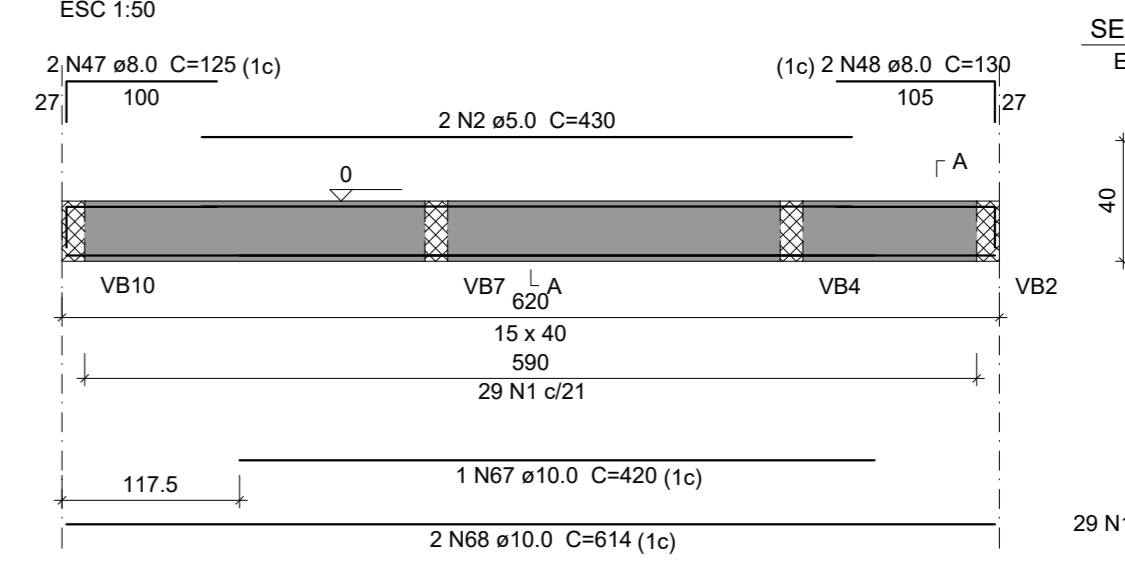 ESC 1:50
SE
E
2 N47 ø8.0 C=125 (1c)
(1c) 2 N48 ø8.0 C=130
27
100
105
27
2 N2 ø5.0 C=430
A
0
40
VB10
VB7
A
VB4
VB2
620
15 x 40
590
29 N1 c/21
1 N67 ø10.0 C=420 (1c)
117.5
29 N1
2 N68 ø10.0 C=614 (1c)